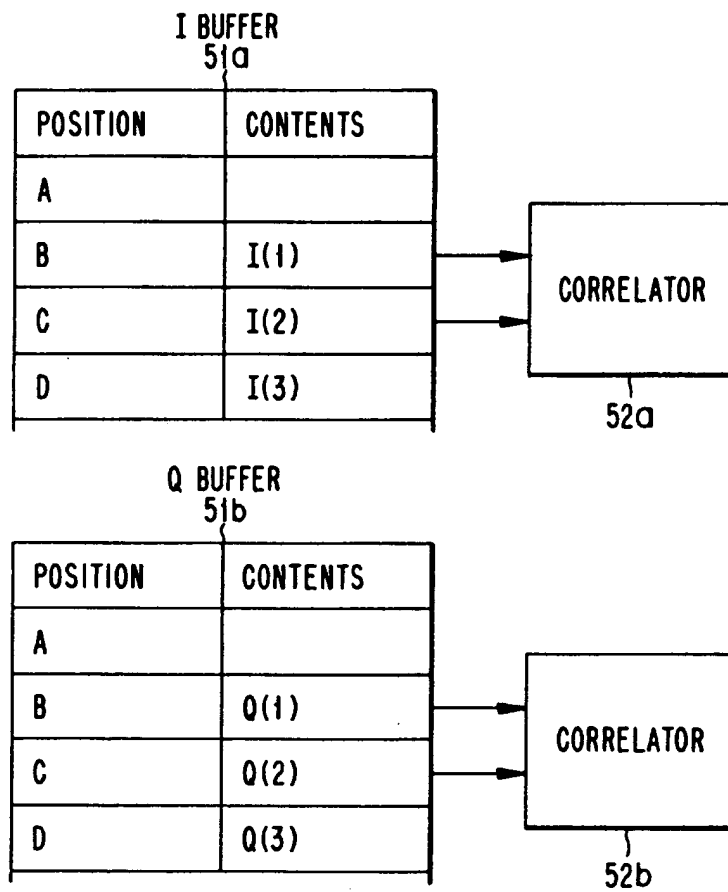 I BUFFER
51a
POSITION CONTENTS
A
B I(1)
C I(2)
D I(3)
CORRELATOR
52a
Q BUFFER
51b
POSITION CONTENTS
A
B Q(1)
C Q(2)
D Q(3)
CORRELATOR
52b